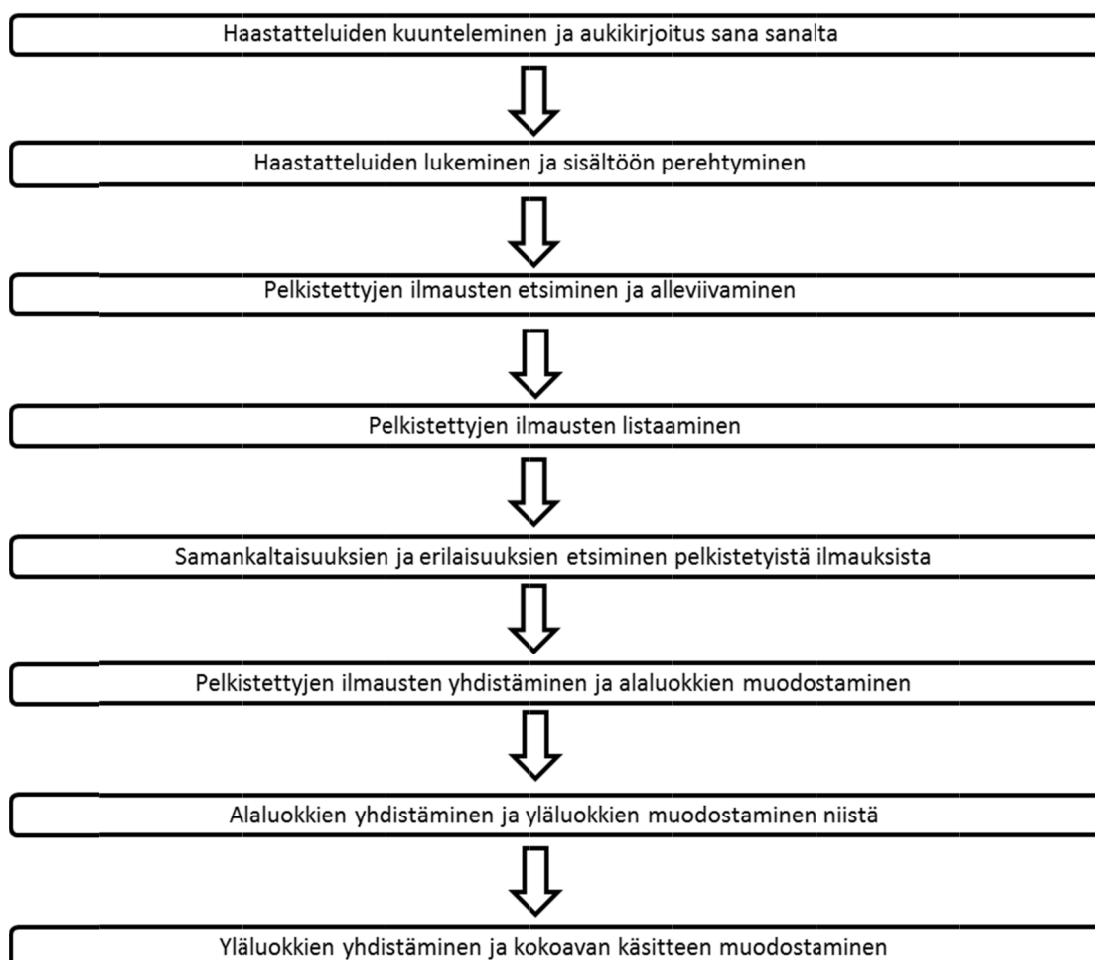 Haastatteluiden kuunteleminen ja aukikirjoitus sana sanalta
Haastatteluiden lukeminen ja sisältöön perehtyminen
Pelkistettyjen ilmausten etsiminen ja alleviivaminen
Pelkistettyjen ilmausten listaaminen
Samankaltaisuuksien ja erilaisuuksien etsiminen pelkistetyistä ilmauksista
Pelkistettyjen ilmausten yhdistäminen ja alaluokkien muodostaminen
Alaluokkien yhdistäminen ja yläluokkien muodostaminen niistä
Yläluokkien yhdistäminen ja kokoavan käsitteen muodostaminen